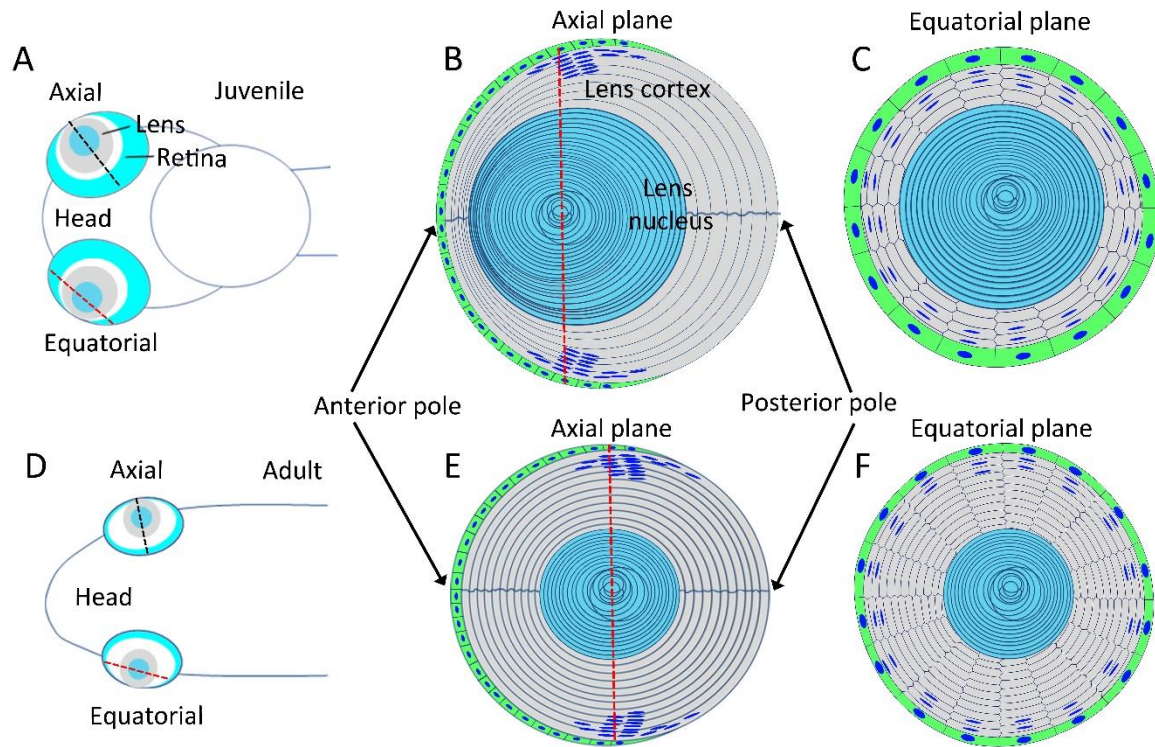 A
Axial
Juvenile
Lens
Retina
Head
Equatorial
Axial plane
B
Lens cortex
Lens
nucleus
Equatorial plane
C
Anterior pole
Posterior pole
D
Axial
Adult
Head
Equatorial
Axial plane
E
Equatorial plane
F